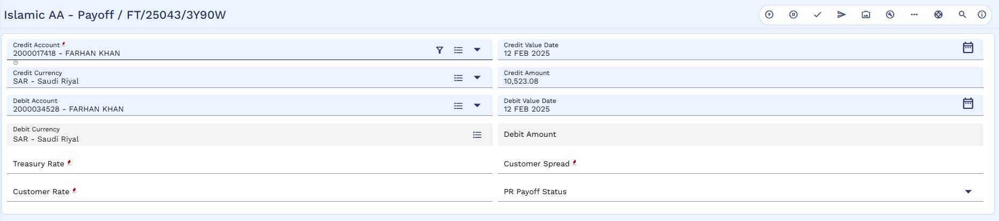 Islamic AA - Payoff / FT/25043/3Y90W
Credit Account
2000017418 - FARHAN KHAN
Credit Value Date
12 FEB 2025
Credit Currency
SAR - Saudi Riyal
Credit Amount
10,523.08
Debit Account
2000034528 - FARHAN KHAN
Debit Value Date
12 FEB 2025
Debit Currency
SAR - Saudi Riyal
Debit Amount
Treasury Rate
Customer Spread
Customer Rate
PR Payoff Status